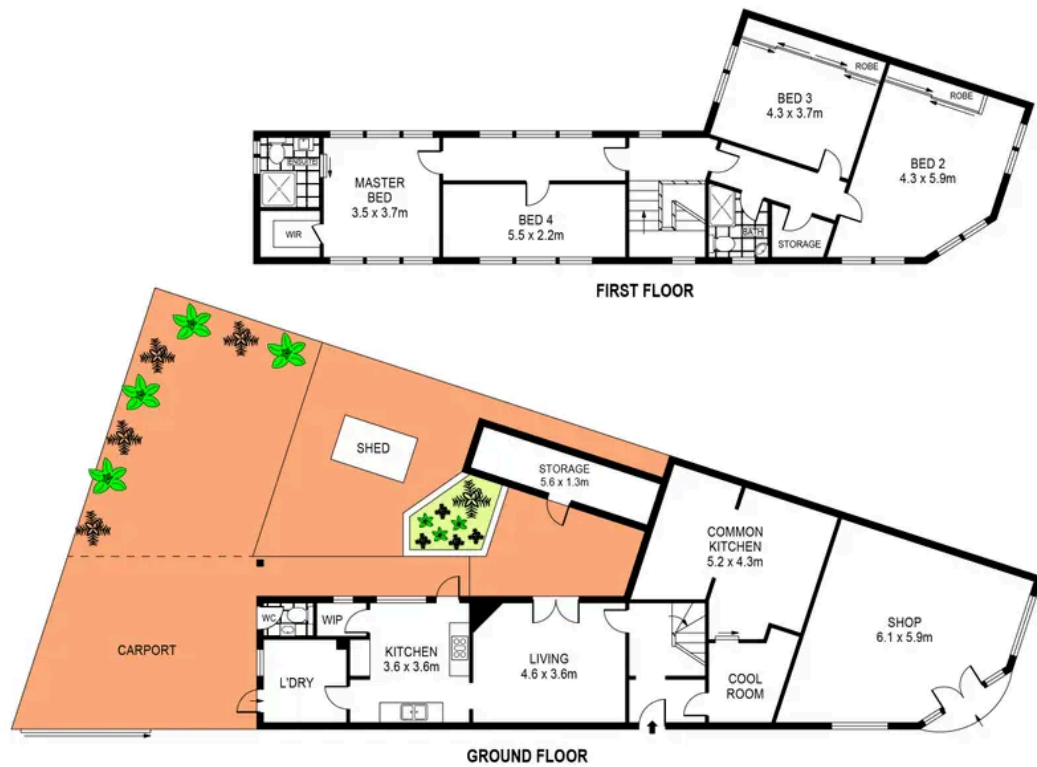 ROBE
BED 3
4.3 x 3.7m
ROBE
BED 2
4.3 x 5.9m
ENSUITE
MASTER
BED
3.5 x 3.7m
WIR
BED 4
5.5 x 2.2m
BATH
STORAGE
FIRST FLOOR
SHED
STORAGE
5.6 x 1.3m
COMMON
KITCHEN
5.2 x 4.3m
SHOP
6.1 x 5.9m
WC
WIP
CARPORT
KITCHEN
3.6 x 3.6m
LIVING
4.6 x 3.6m
L'DRY
COOL
ROOM
GROUND FLOOR